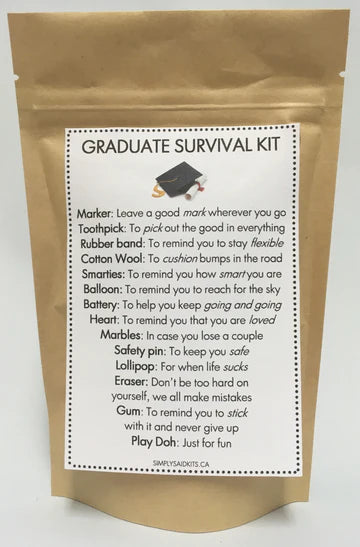 GRADUATE SURVIVAL KIT
Marker: Leave a good mark wherever you go
Toothpick: To pick out the good in everything
Rubber band: To remind you to stay flexible
Cotton Wool: To cushion bumps in the road
Smarties: To remind you how smart you are
Balloon: To remind you to reach for the sky
Battery: To help you keep going and going
Heart: To remind you that you are loved
Marbles: In case you lose a couple
Safety pin: To keep you safe
Lollipop: For when life sucks
Eraser: Don't be too hard on
yourself, we all make mistakes
Gum: To remind you to stick
with it and never give up
Play Doh: Just for fun
SIMPLYSAIDKITS.CA